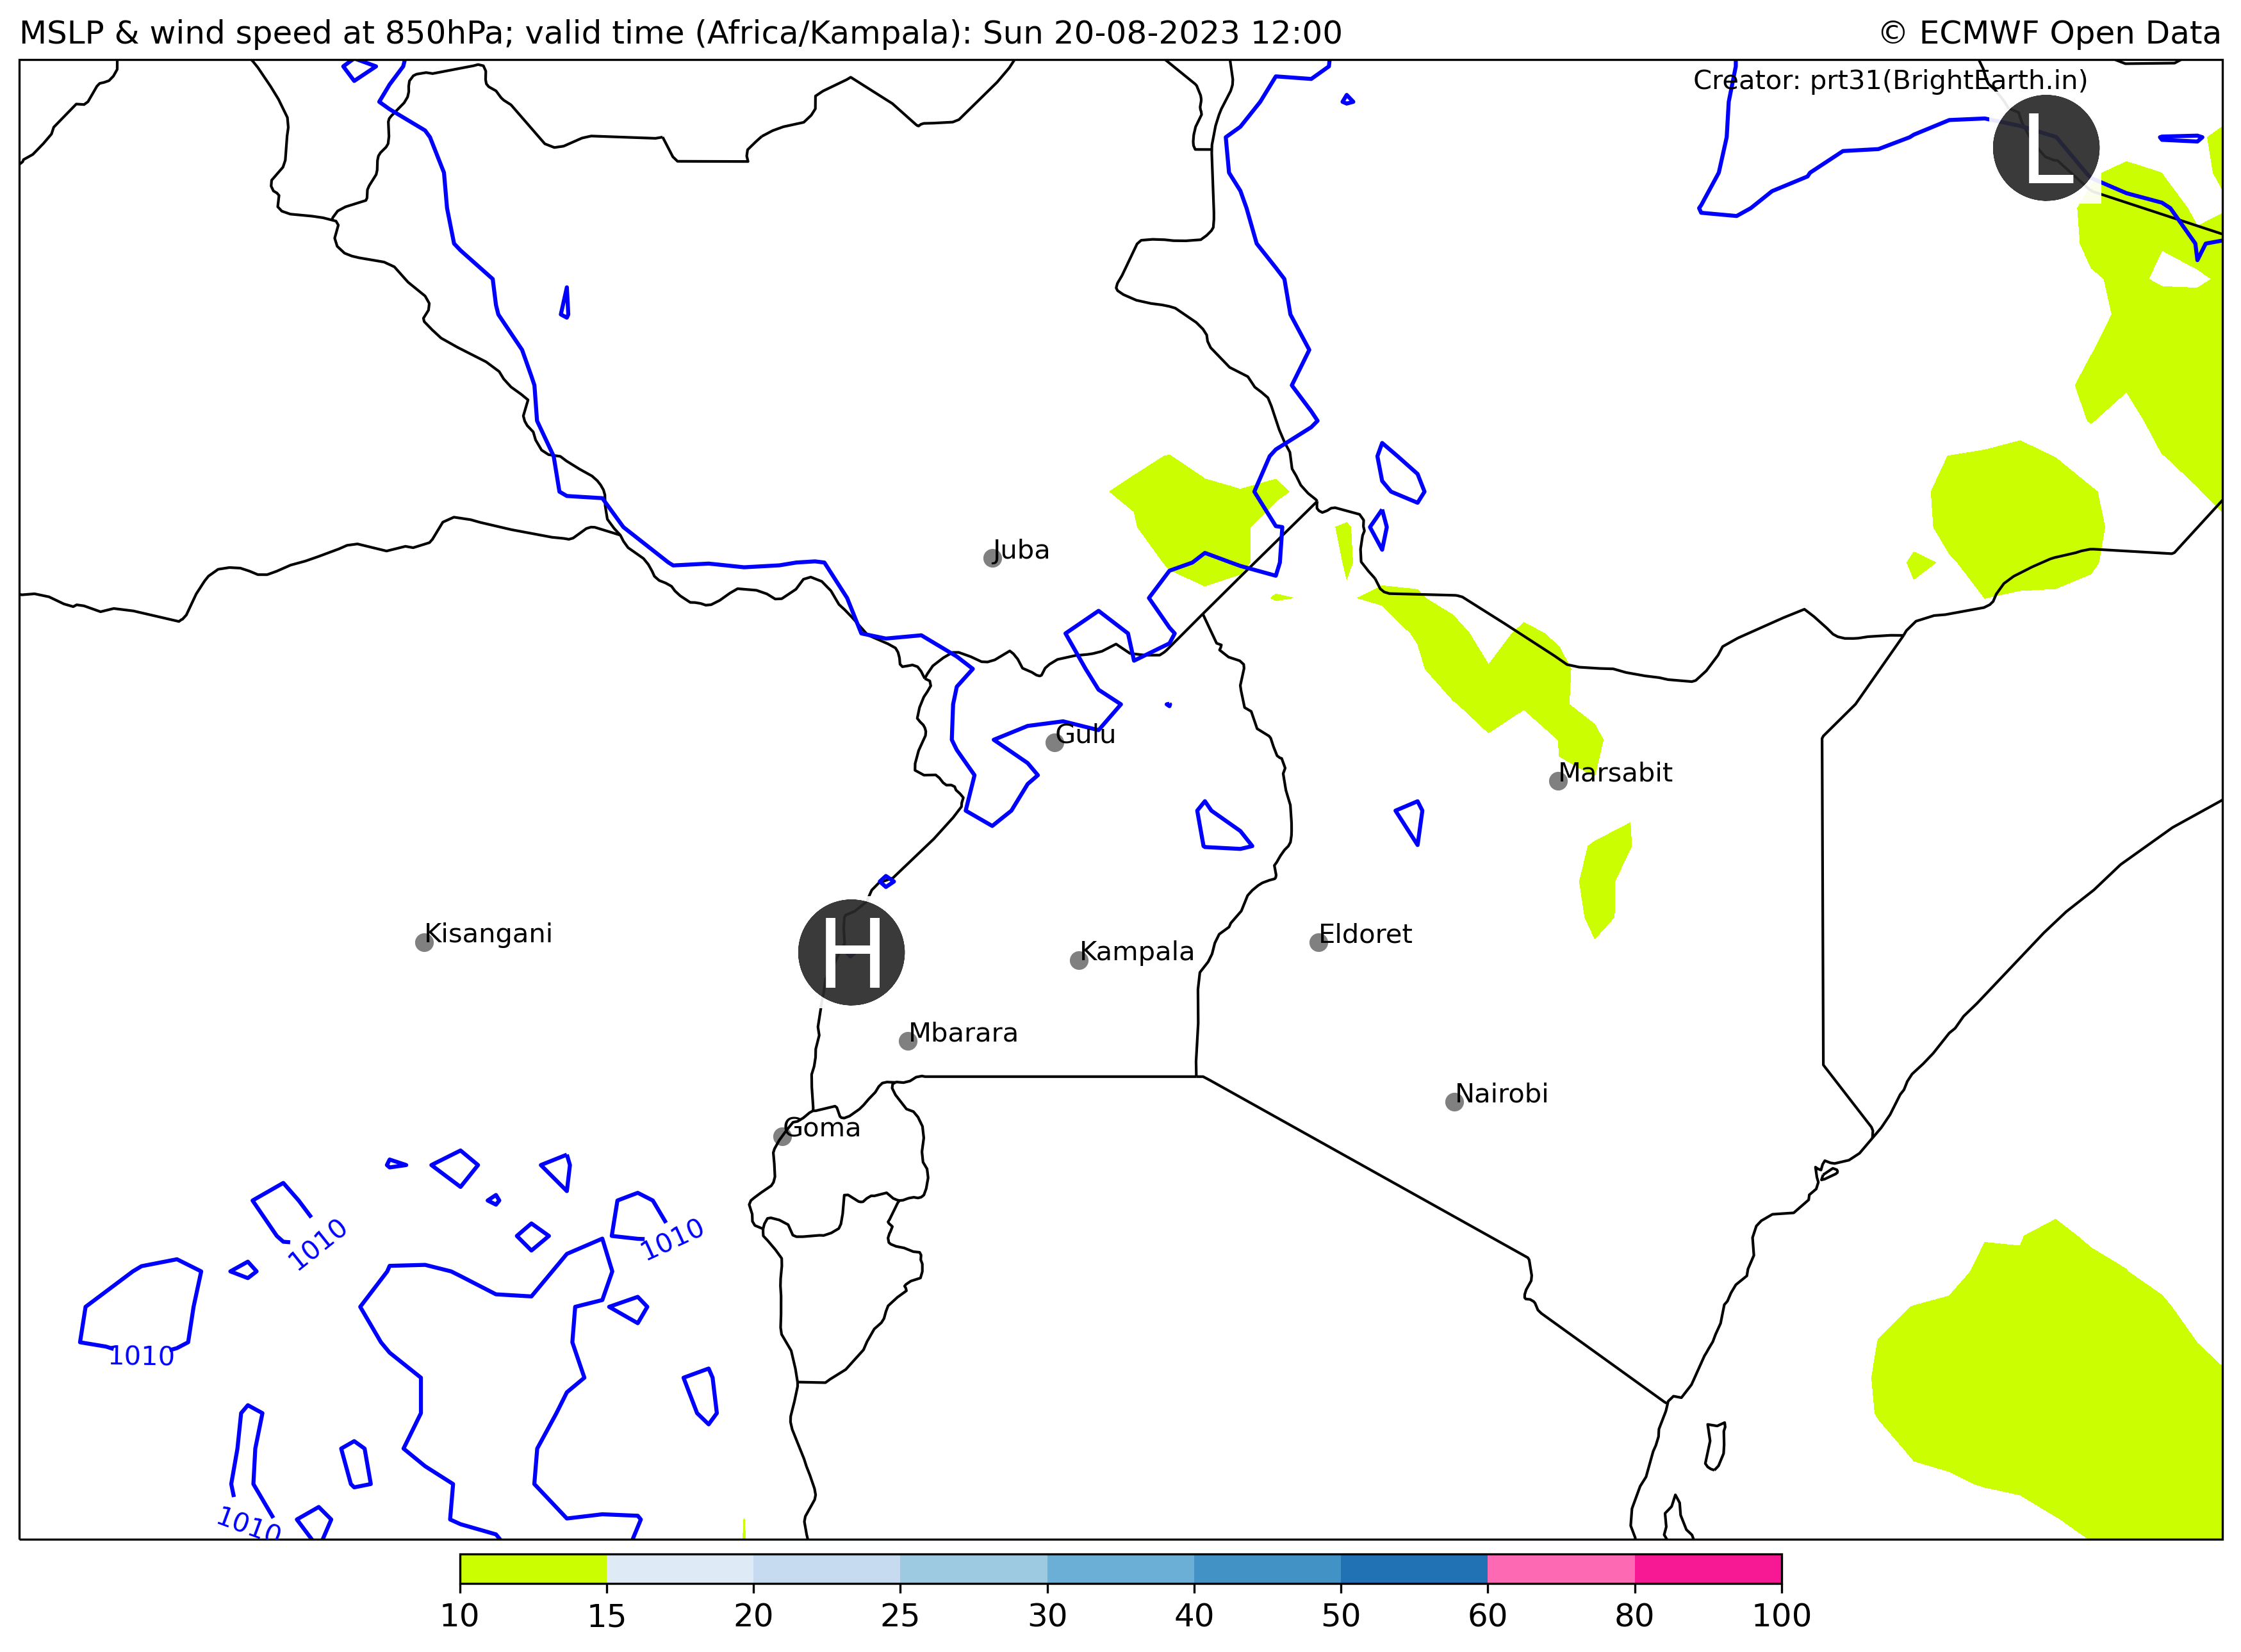 MSLP & wind speed at 850hPa; valid time (Africa/Kampala): Sun 20-08-2023 12:00
© ECMWF Open Data
Creator: prt31(BrightEarth.in)
L
Juba
Gulu
Marsabit
Kisangani
H
Kampala
Eldoret
Mbarara
Nairobi
Goma
1010
1010
1010
1010
10 15 20 25 30 40 50 60 80 100